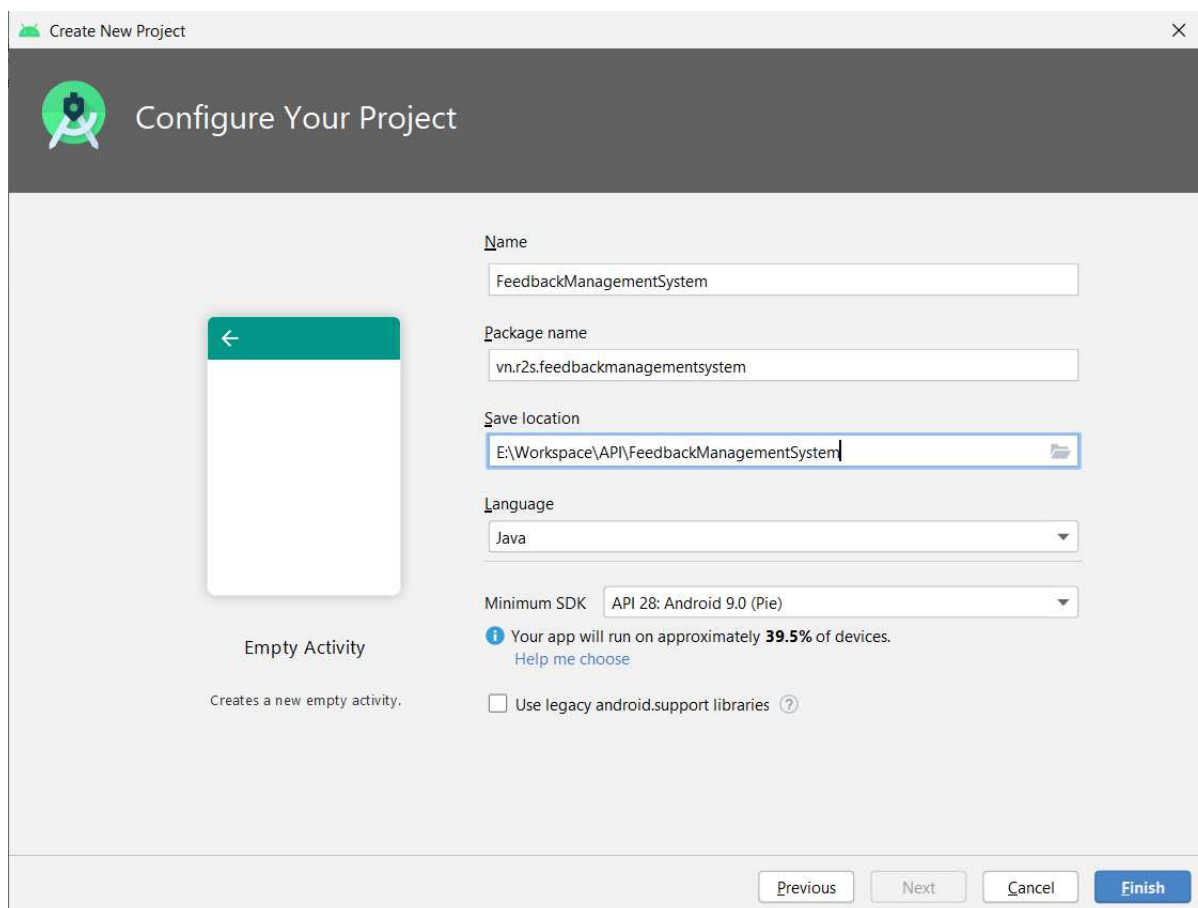 Create New Project
Configure Your Project
Name
FeedbackManagementSystem
Package name
vn.r2s.feedbackmanagementsystem
Save location
E:\Workspace\API\FeedbackManagementSystem
Language
Java
Minimum SDK API 28: Android 9.0 (Pie)
Your app will run on approximately 39.5% of devices.
Help me choose
Use legacy android.support libraries ?
Empty Activity
Creates a new empty activity.
Previous Next Cancel Finish